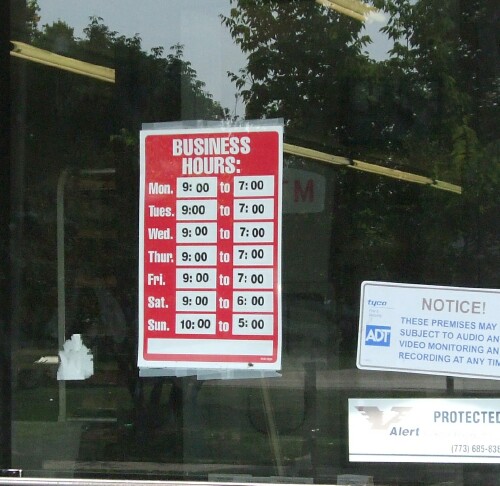 BUSINESS
HOURS:
Mon. 9:00 to 7:00
Tues. 9:00 to 7:00
Wed. 9:00 to 7:00
Thur. 9:00 to 7:00
Fri. 9:00 to 7:00
Sat. 9:00 to 6:00
Sun. 10:00 to 5:00
tyco
ADT
NOTICE!
THESE PREMISES MAY
SUBJECT TO AUDIO AN
VIDEO MONITORING AN
RECORDING AT ANY TIM
Alert
PROTECTED
(773) 685-838